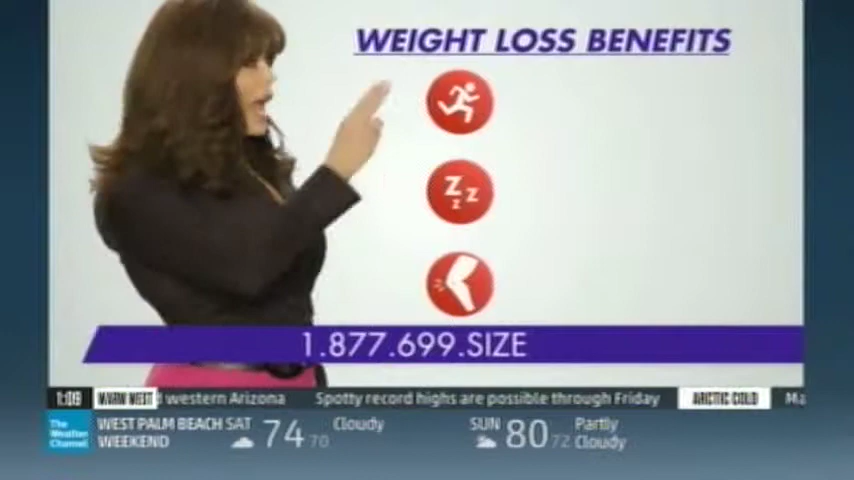 WEIGHT LOSS BENEFITS
Z Z Z
1.877.699.SIZE
1:09 WARM WEST western Arizona Spotty record highs are possible through Friday ARCTIC COLD Ma
The Weather Channel
WEST PALM BEACH WEEKEND
SAT 74 70 Cloudy
SUN 80 72 Partly Cloudy